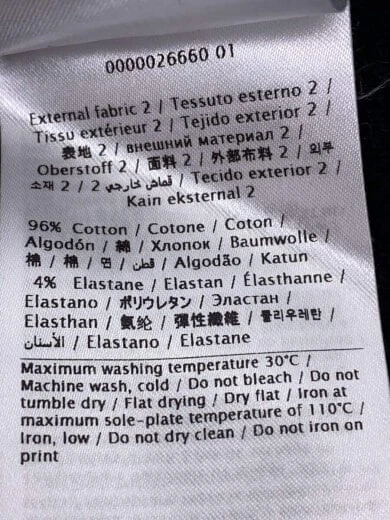 0000026660 01
External fabric 2 / Tessuto esterno 2 /
Tissu extérieur 2 / Tejido exterior 2 /
表地 2 / внешний материал 2 /
Oberstoff 2 / 面料 2 / 外部布料 2 / 외부
소재 2 / قماش خارجي 2 / Tecido exterior 2 /
Kain eksternal 2
96% Cotton / Cotone / Coton /
Algodón / 綿 / Хлопок / Baumwolle /
棉 / 棉 / 면 / قطن / Algodão / Katun
4% Elastane / Elastan / Élasthanne /
Elastano / ポリウレタン / Эластан /
Elasthan / 氨纶 / 彈性纖維 / 폴리우레탄 /
الأستان / Elastano / Elastane
Maximum washing temperature 30°C /
Machine wash, cold / Do not bleach / Do not
tumble dry / Flat drying / Dry flat / Iron at
maximum sole-plate temperature of 110°C /
Iron, low / Do not dry clean / Do not iron on
print